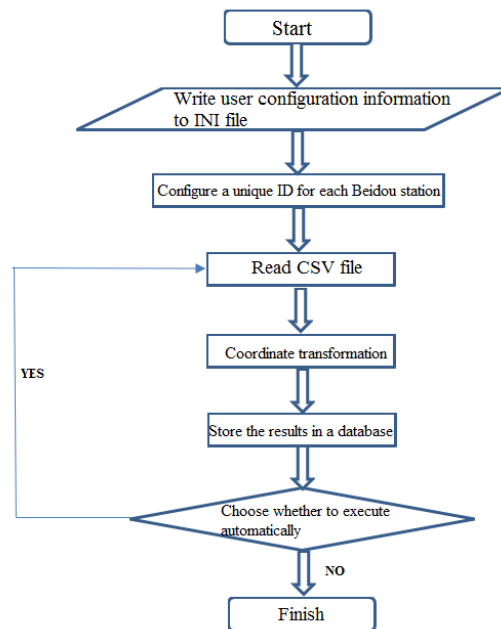 Start
Write user configuration information
to INI file
Configure a unique ID for each Beidou station
Read CSV file
Coordinate transformation
YES
Store the results in a database
Choose whether to execute
automatically
NO
Finish